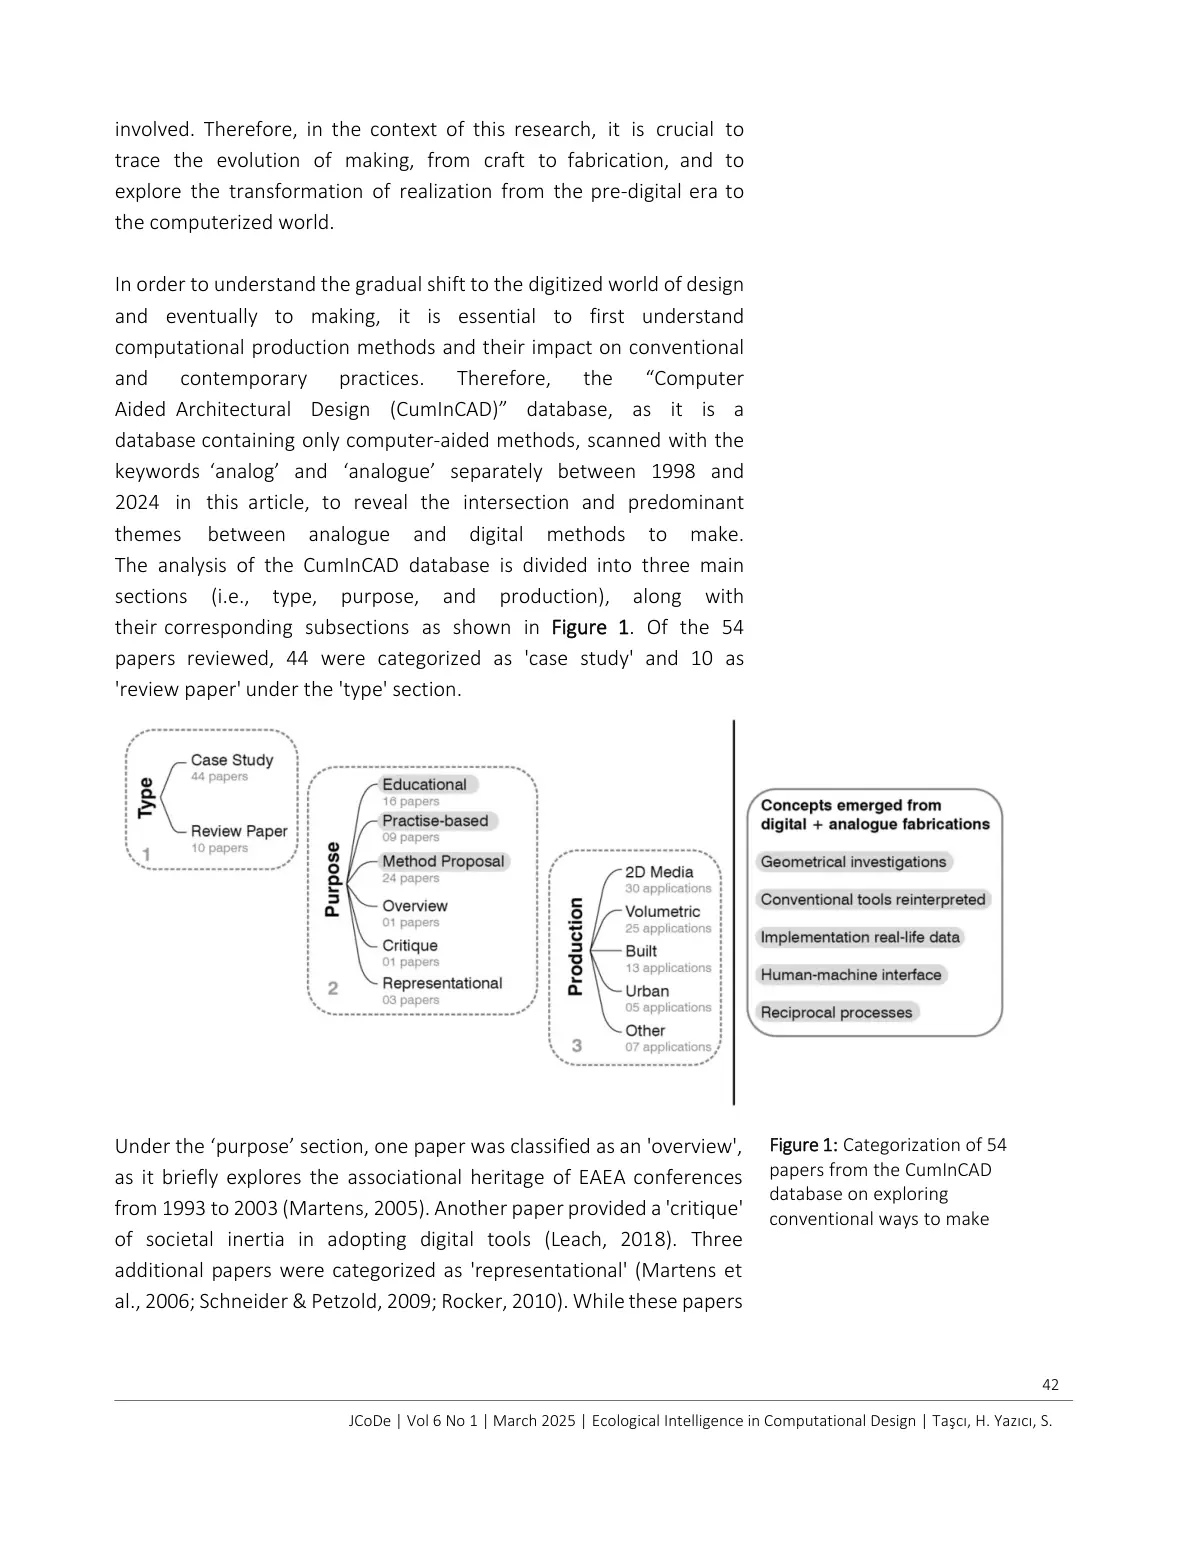 involved. Therefore, in the context of this research, it is crucial to
trace the evolution of making, from craft to fabrication, and to
explore the transformation of realization from the pre-digital era to
the computerized world.
In order to understand the gradual shift to the digitized world of design
and eventually to making, it is essential to first understand
computational production methods and their impact on conventional
and contemporary practices. Therefore, the “Computer
Aided Architectural Design (CumInCAD)” database, as it is a
database containing only computer-aided methods, scanned with the
keywords ‘analog’ and ‘analogue’ separately between 1998 and
2024 in this article, to reveal the intersection and predominant
themes between analogue and digital methods to make.
The analysis of the CumInCAD database is divided into three main
sections (i.e., type, purpose, and production), along with
their corresponding subsections as shown in Figure 1. Of the 54
papers reviewed, 44 were categorized as 'case study' and 10 as
'review paper' under the 'type' section.
Type
1
Case Study
44 papers
Review Paper
10 papers
Purpose
2
Educational
16 papers
Practise-based
09 papers
Method Proposal
24 papers
Overview
01 papers
Critique
01 papers
Representational
03 papers
Production
3
2D Media
30 applications
Volumetric
25 applications
Built
13 applications
Urban
05 applications
Other
07 applications
Concepts emerged from
digital + analogue fabrications
Geometrical investigations
Conventional tools reinterpreted
Implementation real-life data
Human-machine interface
Reciprocal processes
Under the ‘purpose’ section, one paper was classified as an 'overview',
as it briefly explores the associational heritage of EAEA conferences
from 1993 to 2003 (Martens, 2005). Another paper provided a 'critique'
of societal inertia in adopting digital tools (Leach, 2018). Three
additional papers were categorized as 'representational' (Martens et
al., 2006; Schneider & Petzold, 2009; Rocker, 2010). While these papers
Figure 1: Categorization of 54
papers from the CumInCAD
database on exploring
conventional ways to make
42
JCoDe | Vol 6 No 1 | March 2025 | Ecological Intelligence in Computational Design | Taşcı, H. Yazıcı, S.